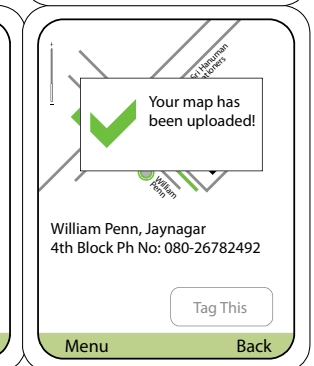 Sri Hanuman
Stationers
Your map has
been uploaded!
William
Penn
William Penn, Jaynagar
4th Block Ph No: 080-26782492
Tag This
Menu Back